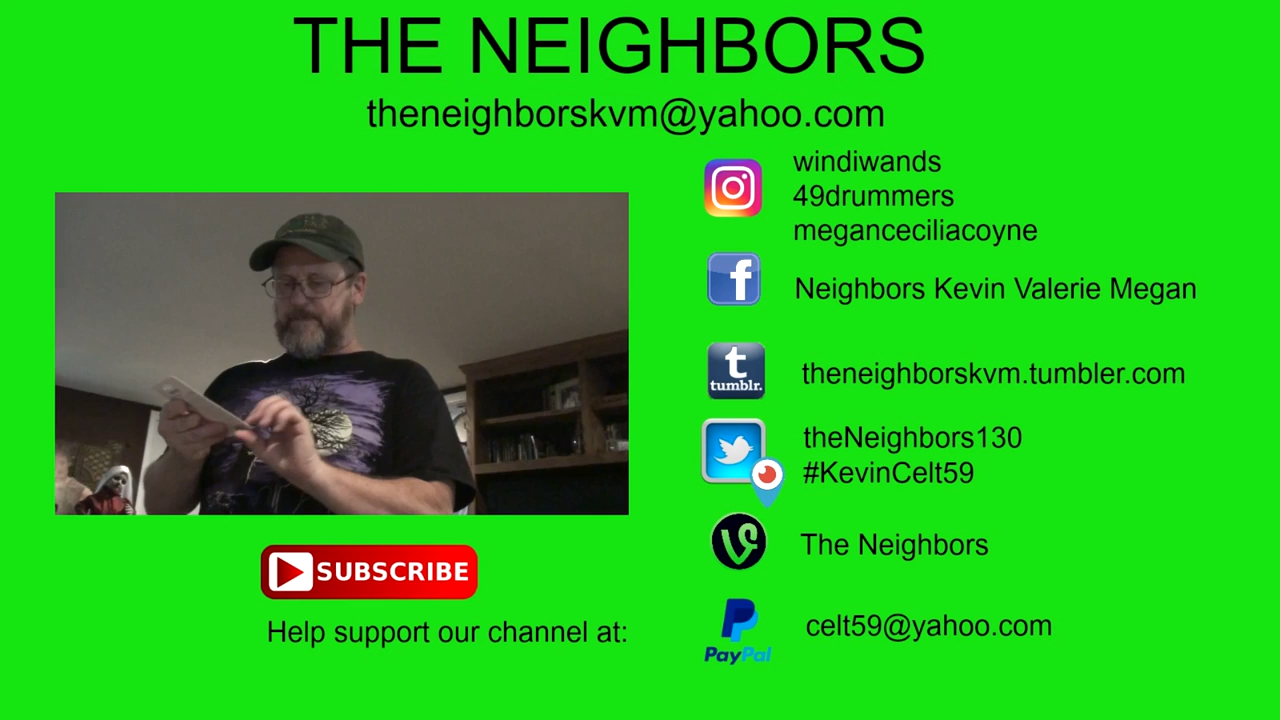 THE NEIGHBORS
theneighborskvm@yahoo.com
windiwands
49drummers
meganceciliacoyne
f
Neighbors Kevin Valerie Megan
t
tumblr.
theneighborskvm.tumbler.com
theNeighbors130
#KevinCelt59
The Neighbors
SUBSCRIBE
Help support our channel at:
celt59@yahoo.com
PayPal